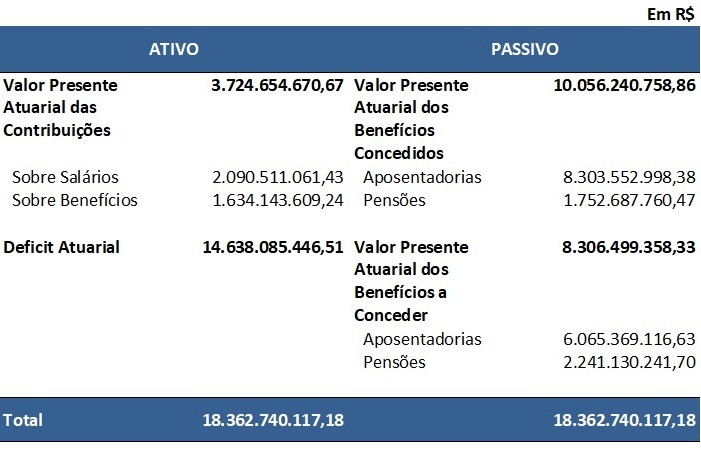 Em R$
ATIVO PASSIVO
Valor Presente 3.724.654.670,67 Valor Presente 10.056.240.758,86
Atuarial das Atuarial dos
Contribuições Benefícios
Concedidos
Sobre Salários 2.090.511.061,43 Aposentadorias 8.303.552.998,38
Sobre Benefícios 1.634.143.609,24 Pensões 1.752.687.760,47
Deficit Atuarial 14.638.085.446,51 Valor Presente 8.306.499.358,33
Atuarial dos
Benefícios a
Conceder
Aposentadorias 6.065.369.116,63
Pensões 2.241.130.241,70
Total 18.362.740.117,18 18.362.740.117,18